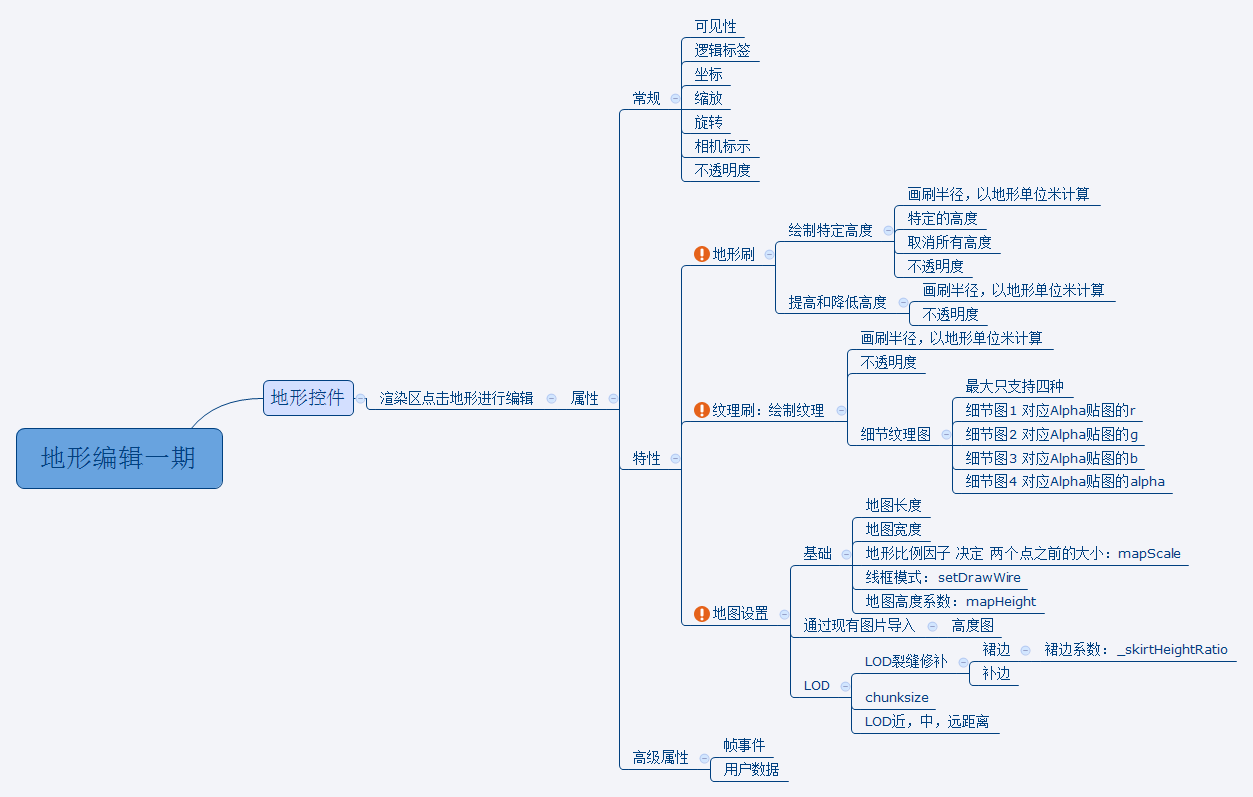 地形编辑一期
地形控件
渲染区点击地形进行编辑
属性
常规
可见性
逻辑标签
坐标
缩放
旋转
相机标示
不透明度
特性
地形刷
绘制特定高度
画刷半径，以地形单位米计算
特定的高度
取消所有高度
不透明度
提高和降低高度
画刷半径，以地形单位米计算
不透明度
纹理刷：绘制纹理
画刷半径，以地形单位米计算
不透明度
细节纹理图
最大只支持四种
细节图1 对应Alpha贴图的r
细节图2 对应Alpha贴图的g
细节图3 对应Alpha贴图的b
细节图4 对应Alpha贴图的alpha
地图设置
基础
地图长度
地图宽度
地形比例因子 决定 两个点之前的大小：mapScale
线框模式：setDrawWire
地图高度系数：mapHeight
通过现有图片导入
高度图
LOD
LOD裂缝修补
裙边
裙边系数：_skirtHeightRatio
补边
chunksize
LOD近，中，远距离
高级属性
帧事件
用户数据